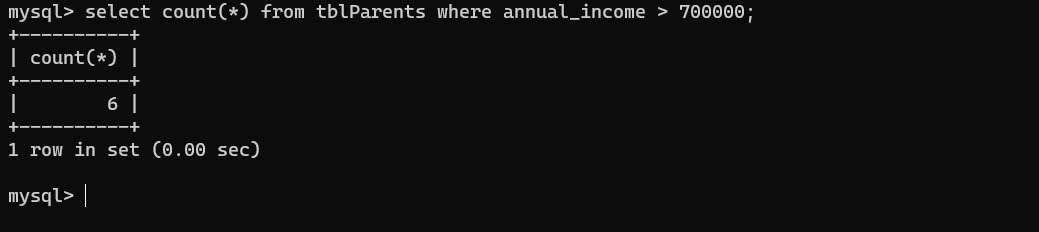 mysql> select count(*) from tblParents where annual_income > 700000;
+----------+
| count(*) |
+----------+
|        6 |
+----------+
1 row in set (0.00 sec)

mysql>